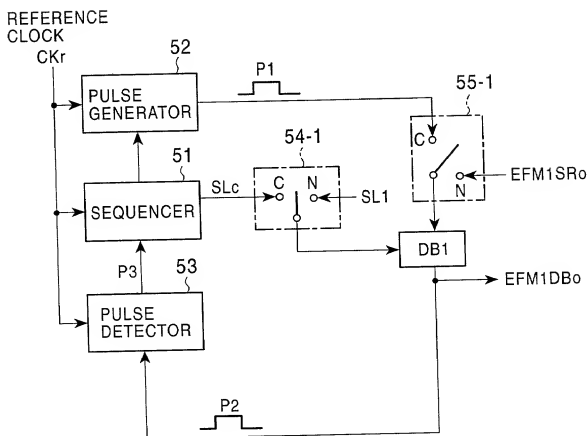 REFERENCE
CLOCK
CKr
52
PULSE
GENERATOR
P1
55-1
C
N
EFM1SRo
54-1
51
SEQUENCER
SLc
C
N
SL1
DB1
EFM1DBo
P3
53
PULSE
DETECTOR
P2